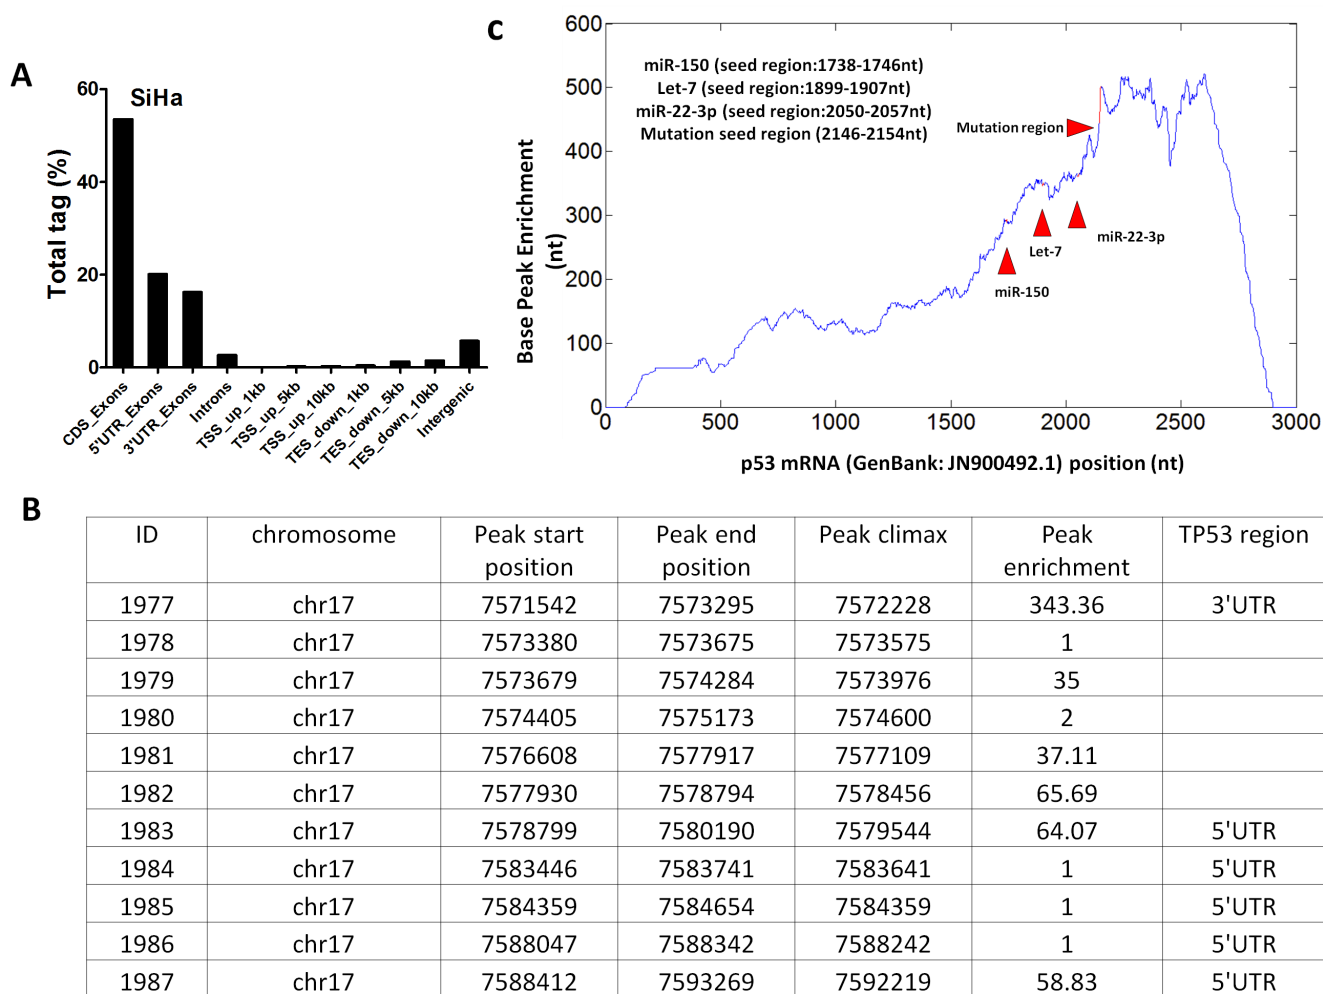 A
SiHa
Total tag (%)
60
40
20
0
CDS_Exons
5'UTR_Exons
3'UTR_Exons
Introns
TSS_up_1kb
TSS_up_5kb
TSS_up_10kb
TES_down_1kb
TES_down_5kb
TES_down_10kb
Intergenic
C
Base Peak Enrichment
(nt)
600
500
400
300
200
100
0
miR-150 (seed region:1738-1746nt)
Let-7 (seed region:1899-1907nt)
miR-22-3p (seed region:2050-2057nt)
Mutation seed region (2146-2154nt)
Mutation region
miR-22-3p
Let-7
miR-150
0 500 1000 1500 2000 2500 3000
p53 mRNA (GenBank: JN900492.1) position (nt)
B
ID chromosome Peak start position Peak end position Peak climax Peak enrichment TP53 region
1977 chr17 7571542 7573295 7572228 343.36 3'UTR
1978 chr17 7573380 7573675 7573575 1
1979 chr17 7573679 7574284 7573976 35
1980 chr17 7574405 7575173 7574600 2
1981 chr17 7576608 7577917 7577109 37.11
1982 chr17 7577930 7578794 7578456 65.69
1983 chr17 7578799 7580190 7579544 64.07 5'UTR
1984 chr17 7583446 7583741 7583641 1 5'UTR
1985 chr17 7584359 7584654 7584359 1 5'UTR
1986 chr17 7588047 7588342 7588242 1 5'UTR
1987 chr17 7588412 7593269 7592219 58.83 5'UTR